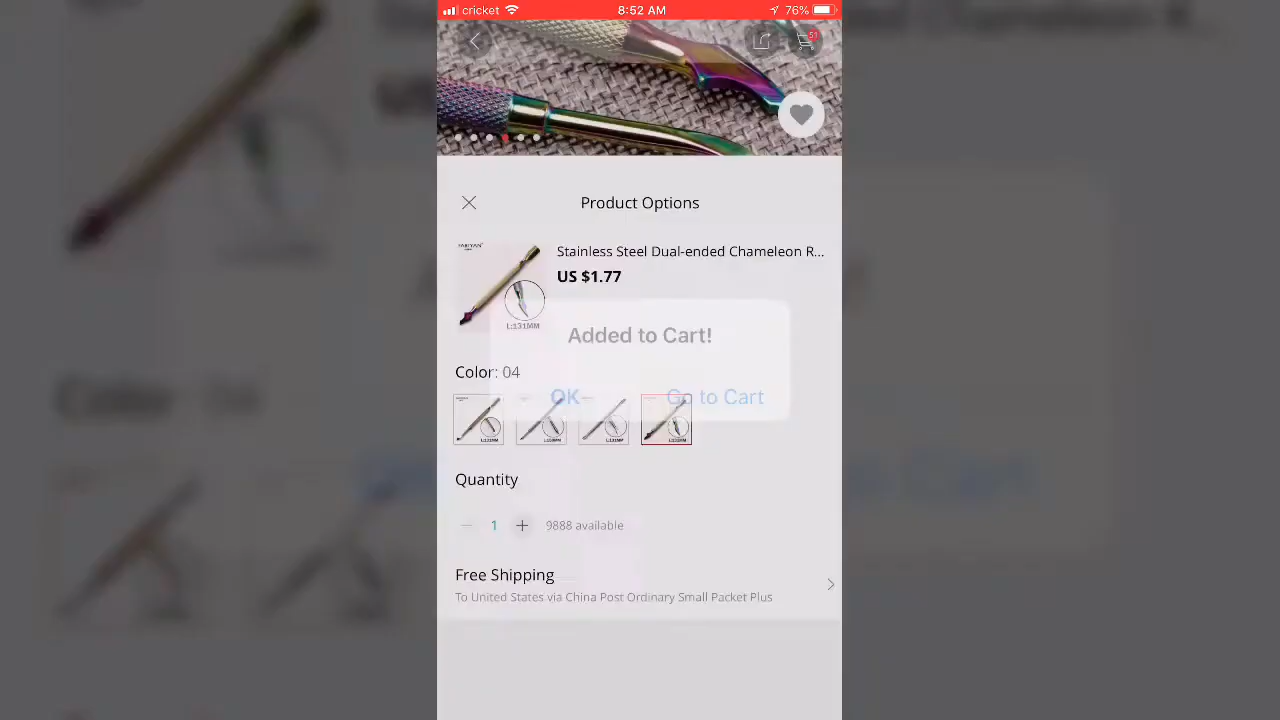 cricket 8:52 AM 76%
51
Product Options
Stainless Steel Dual-ended Chameleon R...
US $1.77
L:131MM
Added to Cart!
Color: 04
OK Go to Cart
Quantity
1 9888 available
Free Shipping
To United States via China Post Ordinary Small Packet Plus